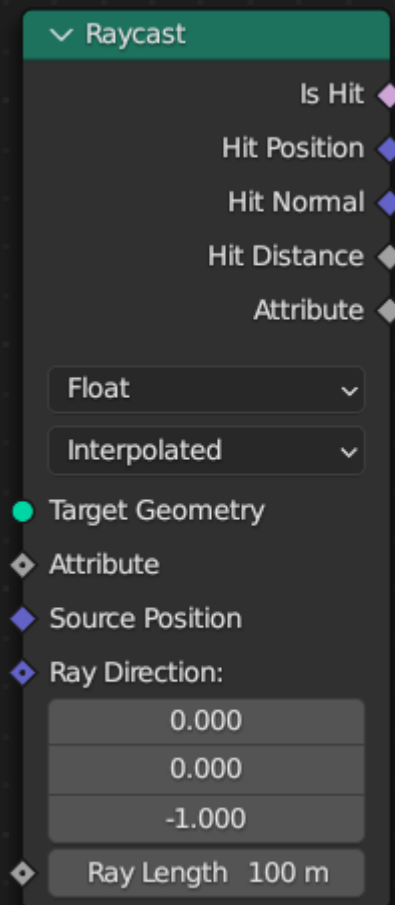 Raycast
Is Hit
Hit Position
Hit Normal
Hit Distance
Attribute
Float
Interpolated
Target Geometry
Attribute
Source Position
Ray Direction:
0.000
0.000
-1.000
Ray Length 100 m